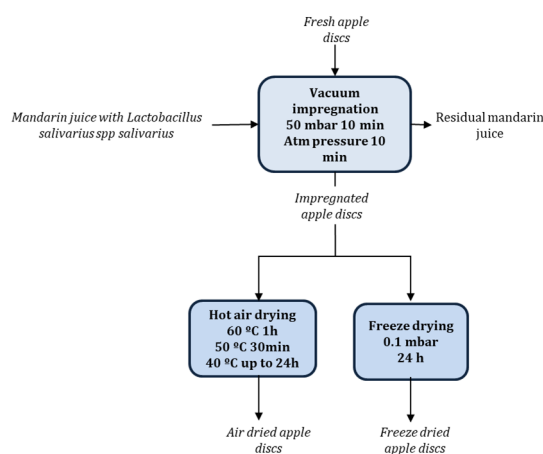 Fresh apple
discs
Vacuum
impregnation
50 mbar 10 min
Atm pressure 10
min
Mandarin juice with Lactobacillus
salivarius spp salivarius
Residual mandarin
juice
Impregnated
apple discs
Hot air drying
60 ºC 1h
50 ºC 30min
40 ºC up to 24h
Freeze drying
0.1 mbar
24 h
Air dried apple
discs
Freeze dried
apple discs